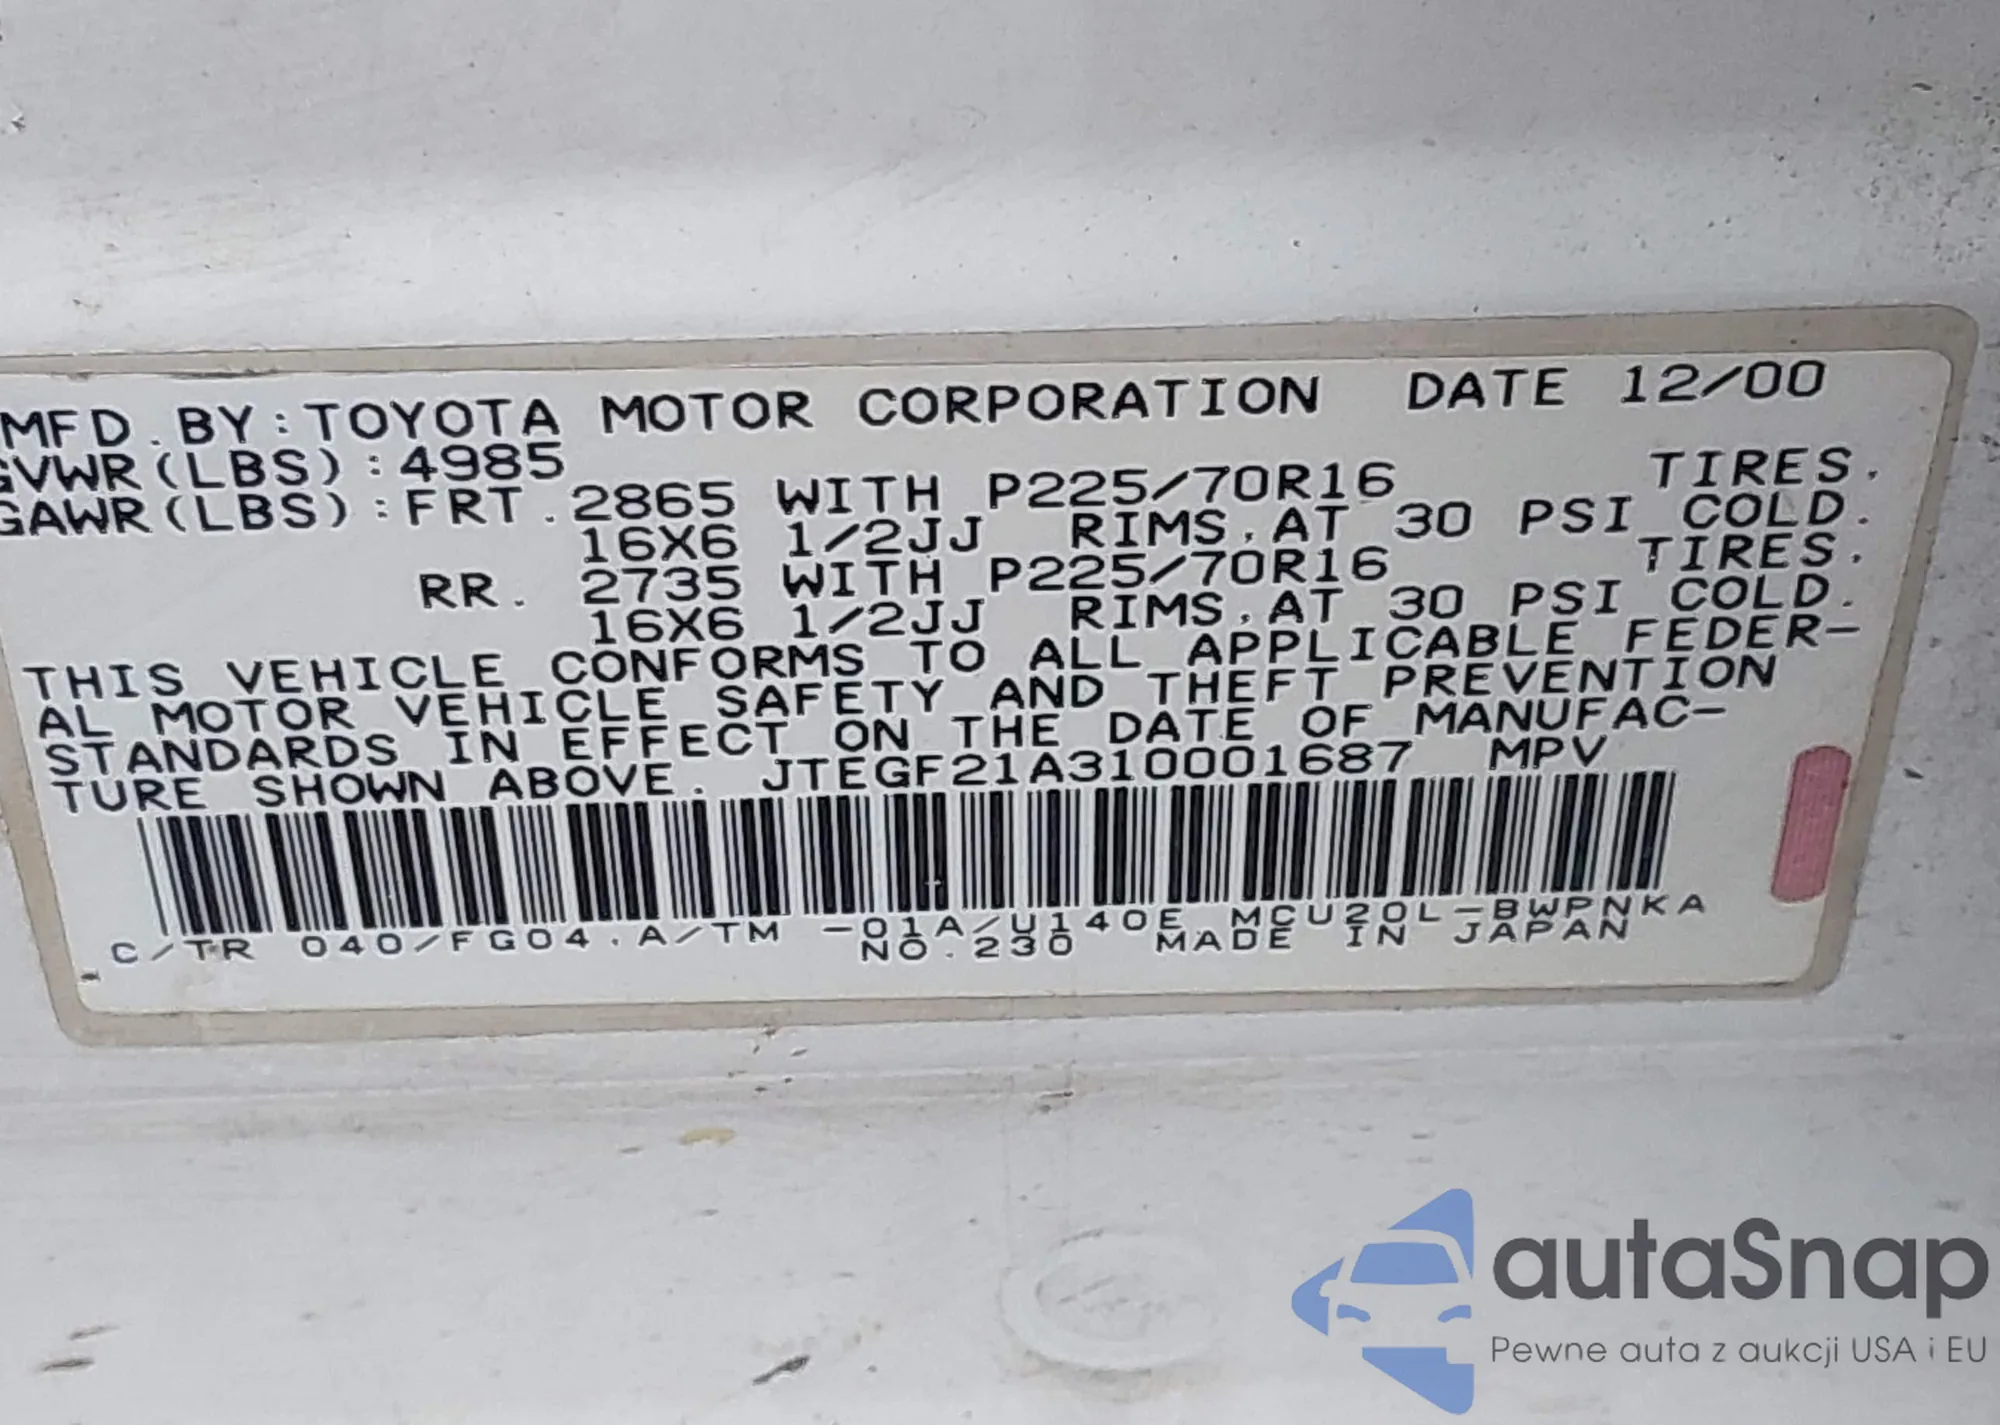 MFD.BY:TOYOTA MOTOR CORPORATION DATE 12/00
GVWR(LBS):4985
GAWR(LBS):FRT.2865 WITH P225/70R16 TIRES.
16X6 1/2JJ RIMS.AT 30 PSI COLD.
RR. 2735 WITH P225/70R16 TIRES.
16X6 1/2JJ RIMS.AT 30 PSI COLD.
THIS VEHICLE CONFORMS TO ALL APPLICABLE FEDER-
AL MOTOR VEHICLE SAFETY AND THEFT PREVENTION
STANDARDS IN EFFECT ON THE DATE OF MANUFAC-
TURE SHOWN ABOVE. JTEGF21A310001687 MPV
C/TR 040/FG04.A/TM -01A/U140E MCU20L-BWPNKA
NO.230 MADE IN JAPAN
autaSnap
Pewne auta z aukcji USA i EU